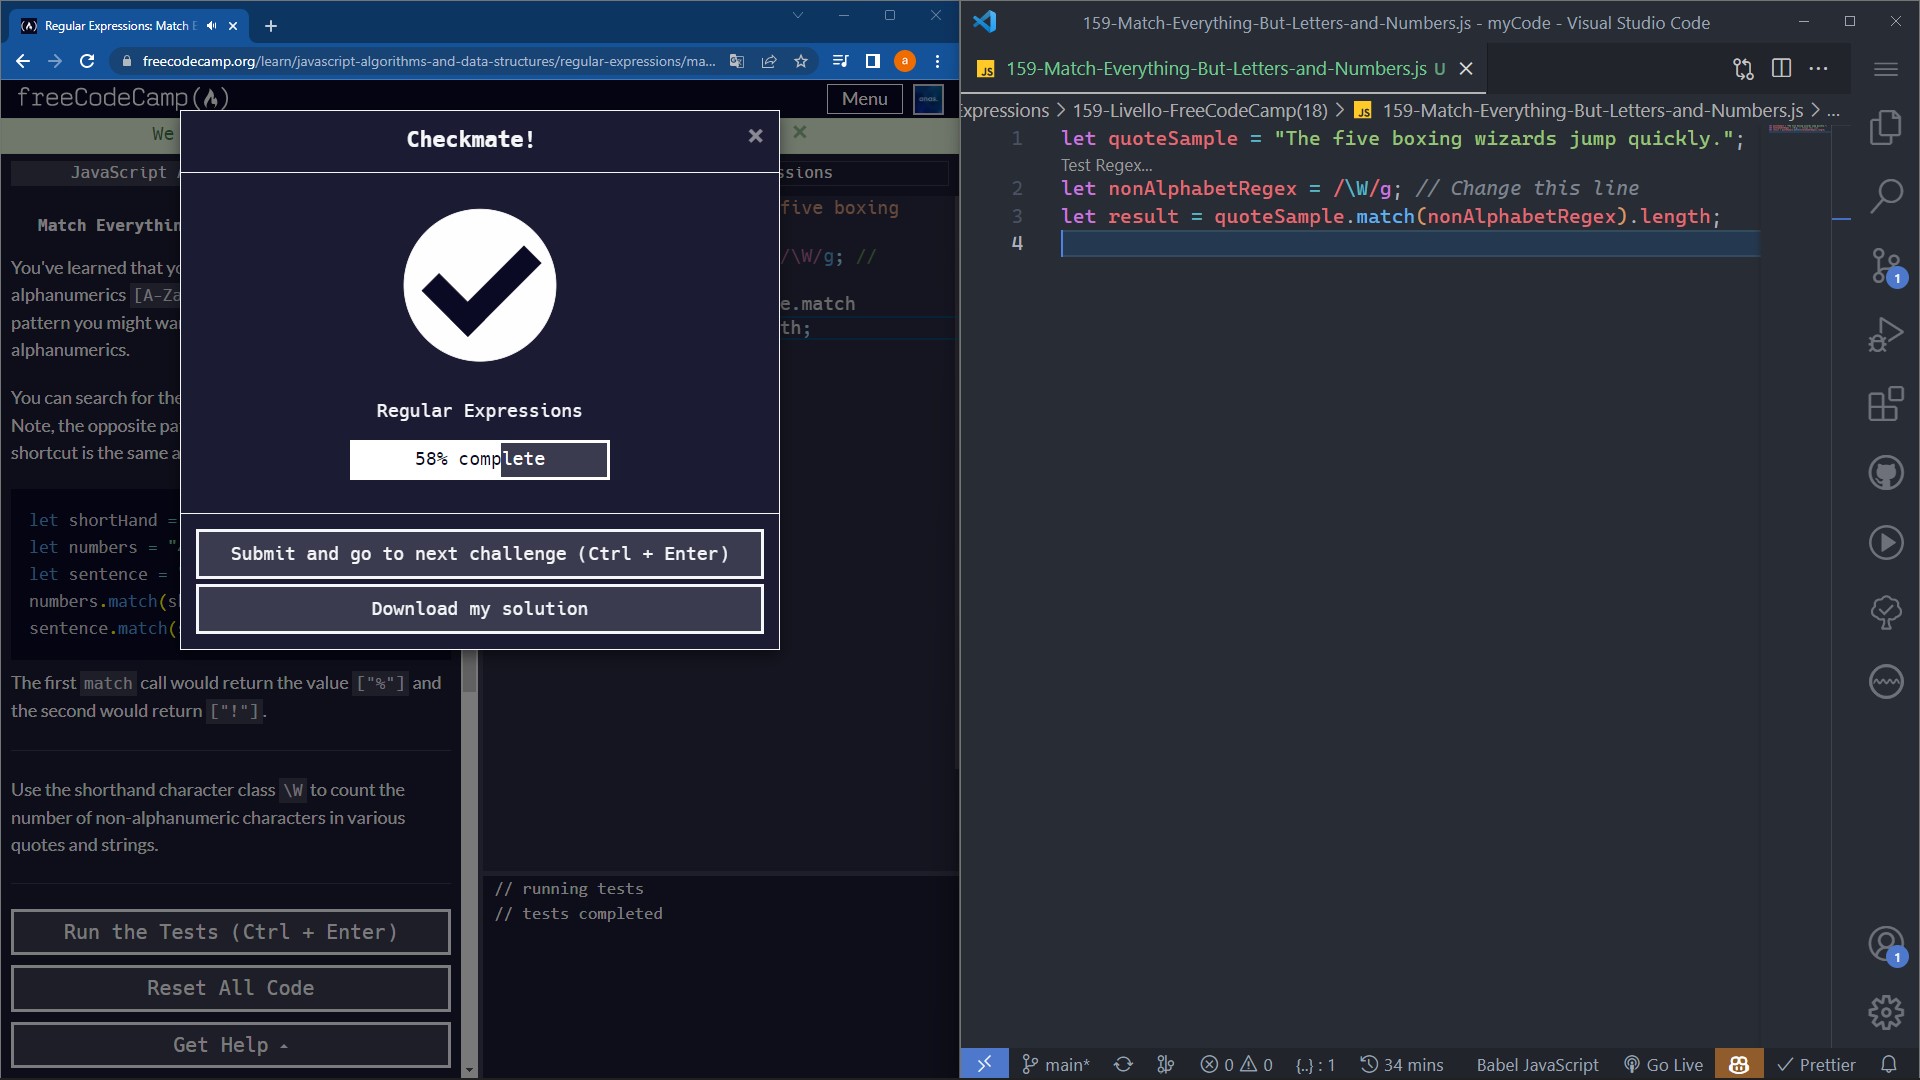 Regular Expressions: Match E
freecodecamp.org/learn/javascript-algorithms-and-data-structures/regular-expressions/ma...
a
freeCodeCamp
Menu
anas.
We
JavaScript A
ssions
Match Everythin
You've learned that yo
alphanumerics [A-Za
pattern you might wan
alphanumerics.
You can search for the
Note, the opposite pa
shortcut is the same a
let shortHand =
let numbers = "
let sentence =
numbers.match(sh
sentence.match(
The first match call would return the value ["%"] and
the second would return ["!"].
Use the shorthand character class \W to count the
number of non-alphanumeric characters in various
quotes and strings.
Run the Tests (Ctrl + Enter)
Reset All Code
Get Help
Checkmate!
Regular Expressions
58% complete
Submit and go to next challenge (Ctrl + Enter)
Download my solution
five boxing
/\W/g; //
e.match
th;
// running tests
// tests completed
159-Match-Everything-But-Letters-and-Numbers.js - myCode - Visual Studio Code
JS 159-Match-Everything-But-Letters-and-Numbers.js U
Expressions > 159-Livello-FreeCodeCamp(18) > JS 159-Match-Everything-But-Letters-and-Numbers.js > ...
1 let quoteSample = "The five boxing wizards jump quickly.";
Test Regex...
2 let nonAlphabetRegex = /\W/g; // Change this line
3 let result = quoteSample.match(nonAlphabetRegex).length;
4
1
1
main* 0 0 {..} : 1 34 mins Babel JavaScript Go Live Prettier